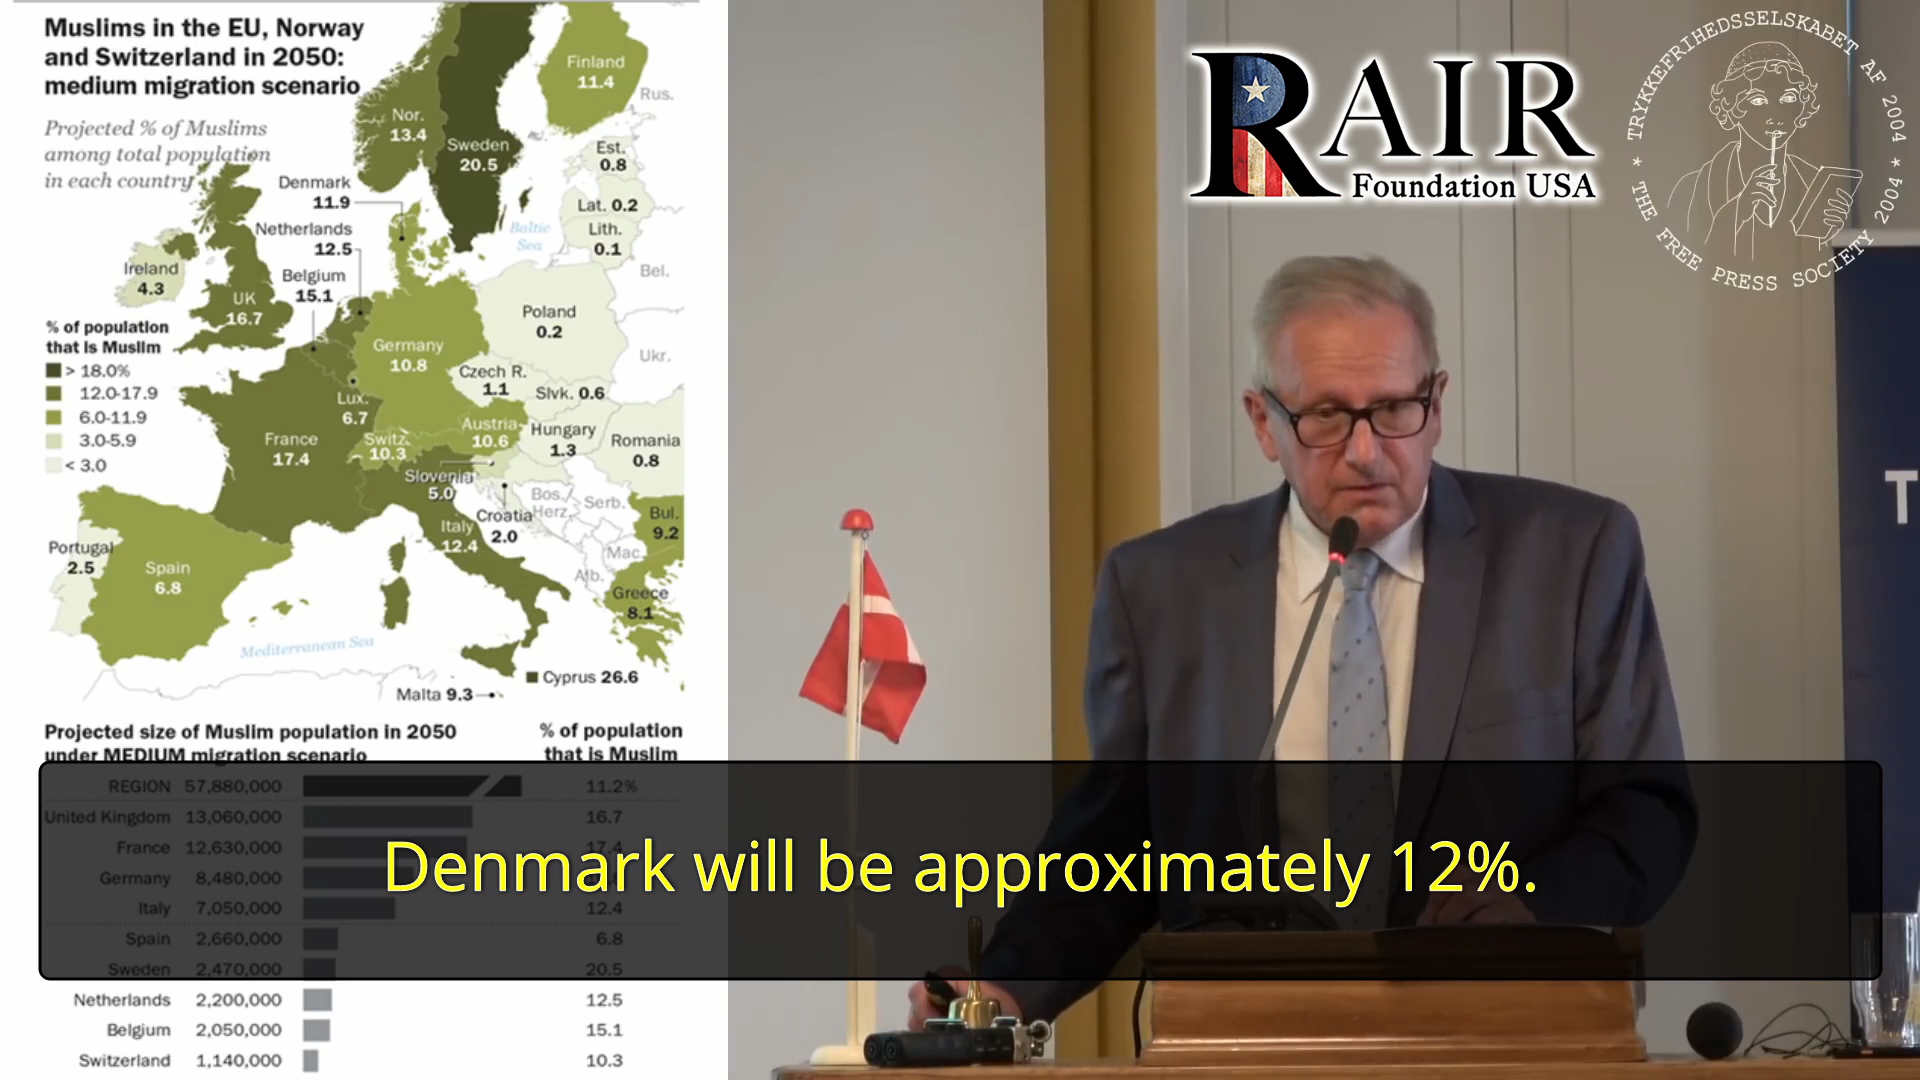 Muslims in the EU, Norway
and Switzerland in 2050:
medium migration scenario
Projected % of Muslims
among total population
in each country
Finland
11.4
Rus.
Nor.
13.4
Sweden
20.5
Est.
0.8
Denmark
11.9
Lat. 0.2
Netherlands
12.5
Baltic
Sea
Lith.
0.1
Ireland
4.3
Belgium
15.1
Bel.
UK
16.7
Poland
0.2
% of population
that is Muslim
> 18.0%
12.0-17.9
6.0-11.9
3.0-5.9
< 3.0
Germany
10.8
Ukr.
Czech R.
1.1
Slvk. 0.6
Lux.
6.7
France
17.4
Switz.
10.3
Austria
10.6
Hungary
1.3
Romania
0.8
Slovenia
5.0
Bos./
Herz.
Serb.
Croatia
2.0
Italy
12.4
Bul.
9.2
Mac.
Portugal
2.5
Spain
6.8
Alb.
Greece
8.1
Mediterranean Sea
Cyprus 26.6
Malta 9.3
Projected size of Muslim population in 2050
under MEDIUM migration scenario
% of population
that is Muslim
REGION 57,880,000 11.2%
United Kingdom 13,060,000 16.7
France 12,630,000 17.4
Germany 8,480,000
Italy 7,050,000 12.4
Spain 2,660,000 6.8
Sweden 2,470,000 20.5
Netherlands 2,200,000 12.5
Belgium 2,050,000 15.1
Switzerland 1,140,000 10.3
RAIR
Foundation USA
TRYKKEFRIHEDSSELSKABET AF 2004
* THE FREE PRESS SOCIETY 2004 *
T
Denmark will be approximately 12%.